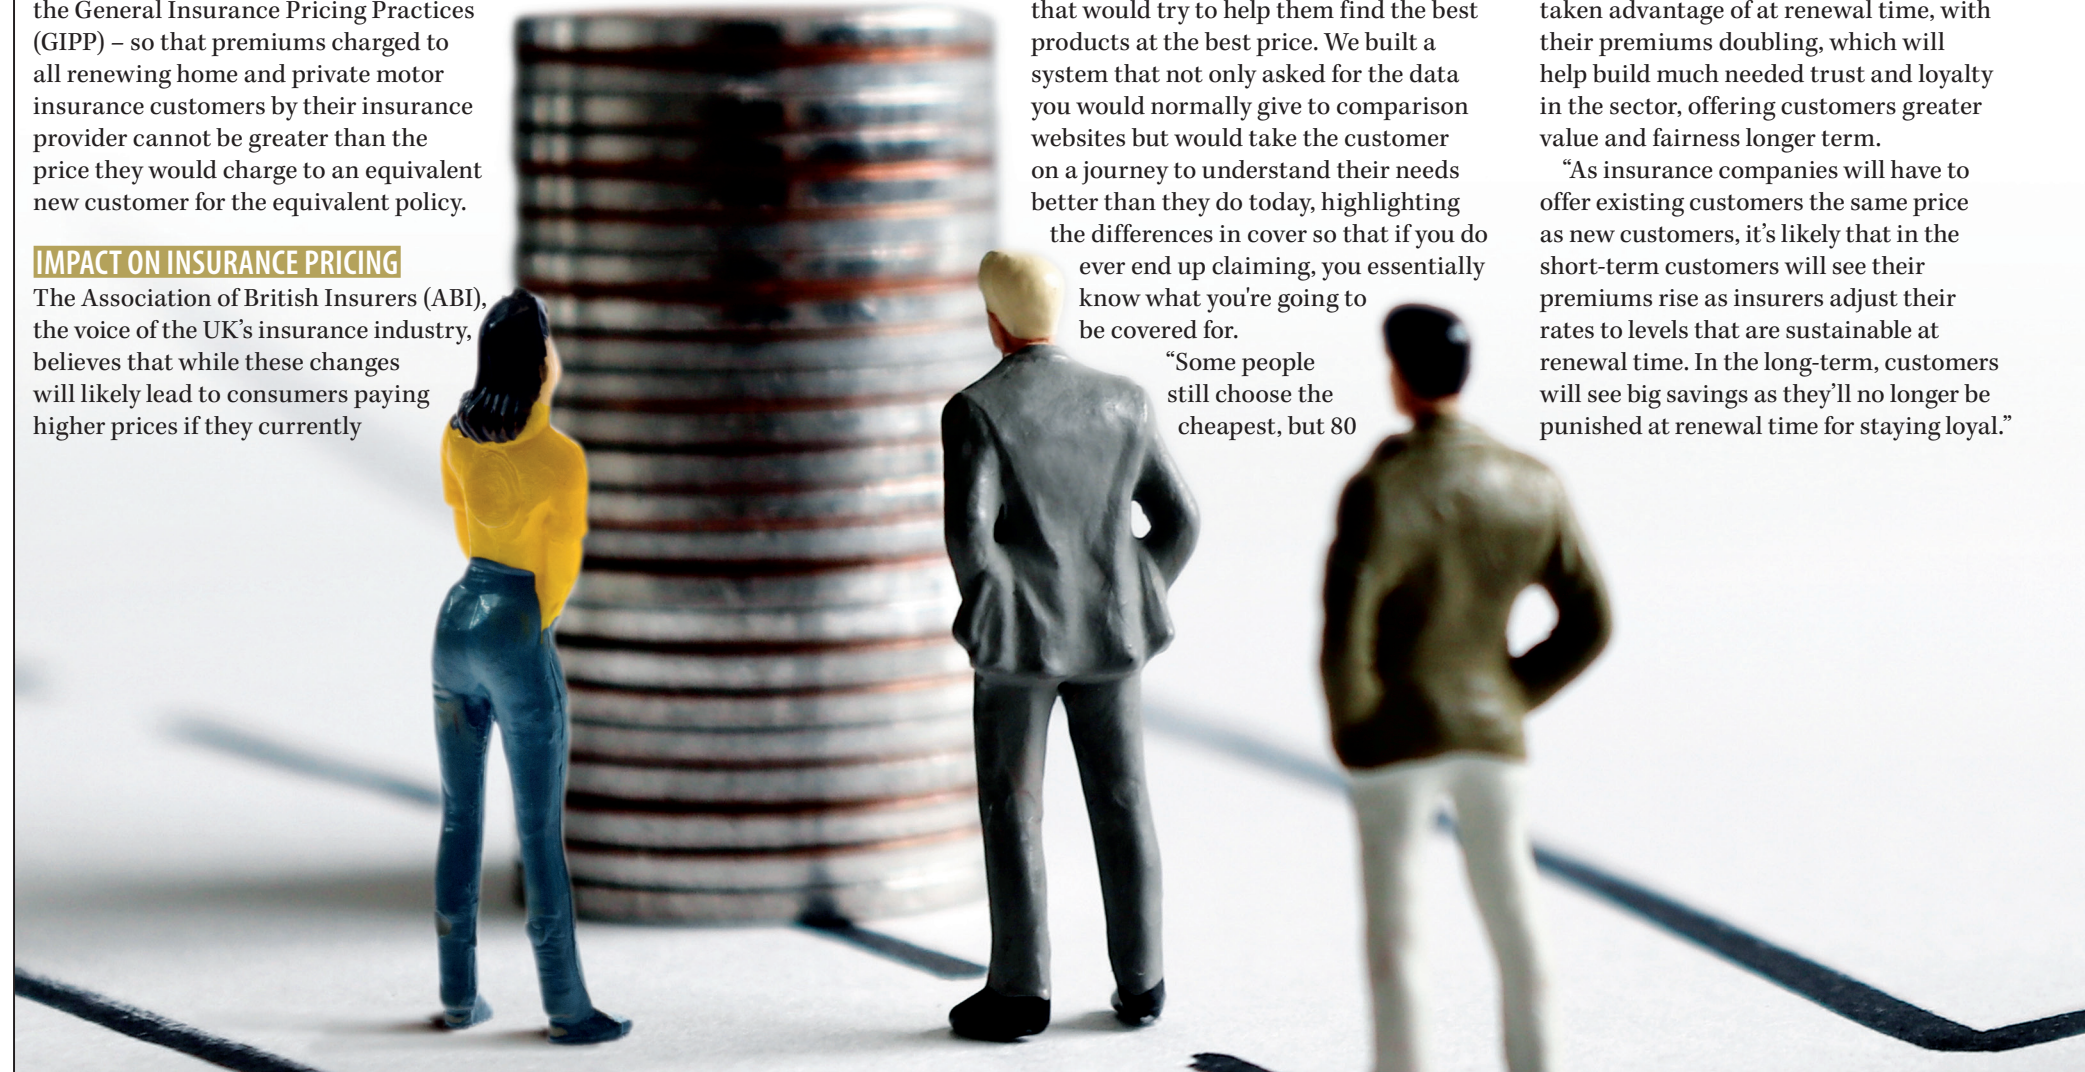 the General Insurance Pricing Practices
(GIPP) – so that premiums charged to
all renewing home and private motor
insurance customers by their insurance
provider cannot be greater than the
price they would charge to an equivalent
new customer for the equivalent policy.
IMPACT ON INSURANCE PRICING
The Association of British Insurers (ABI),
the voice of the UK’s insurance industry,
believes that while these changes
will likely lead to consumers paying
higher prices if they currently
that would try to help them find the best
products at the best price. We built a
system that not only asked for the data
you would normally give to comparison
websites but would take the customer
on a journey to understand their needs
better than they do today, highlighting
the differences in cover so that if you do
ever end up claiming, you essentially
know what you're going to
be covered for.
“Some people
still choose the
cheapest, but 80
taken advantage of at renewal time, with
their premiums doubling, which will
help build much needed trust and loyalty
in the sector, offering customers greater
value and fairness longer term.
“As insurance companies will have to
offer existing customers the same price
as new customers, it’s likely that in the
short-term customers will see their
premiums rise as insurers adjust their
rates to levels that are sustainable at
renewal time. In the long-term, customers
will see big savings as they’ll no longer be
punished at renewal time for staying loyal.”